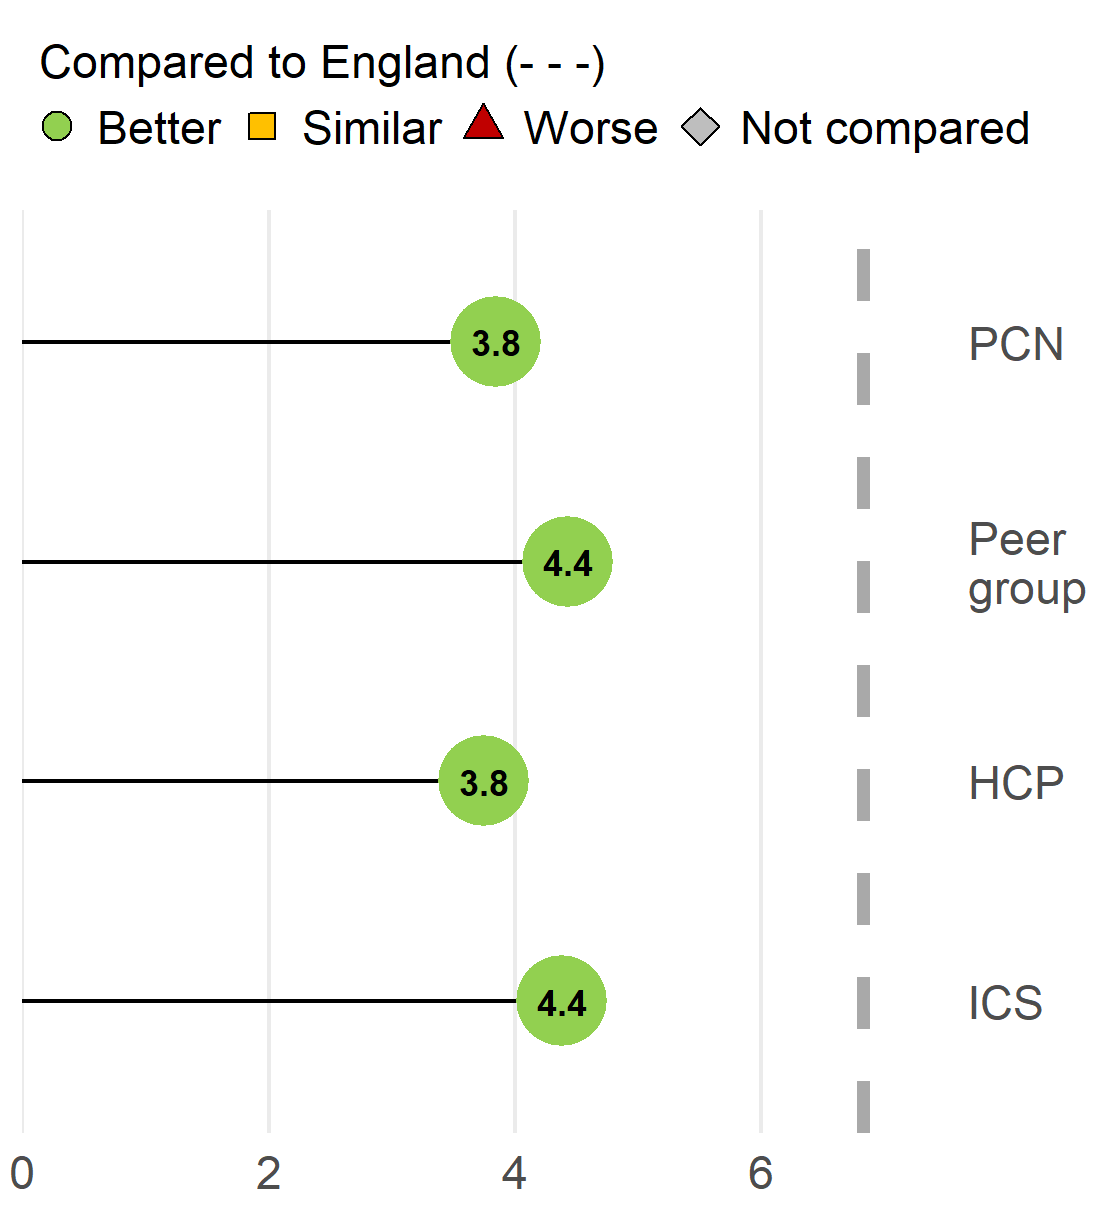 Compared to England (- - -)
Better Similar Worse Not compared
3.8 PCN
4.4 Peer
group
3.8 HCP
4.4 ICS
0 2 4 6